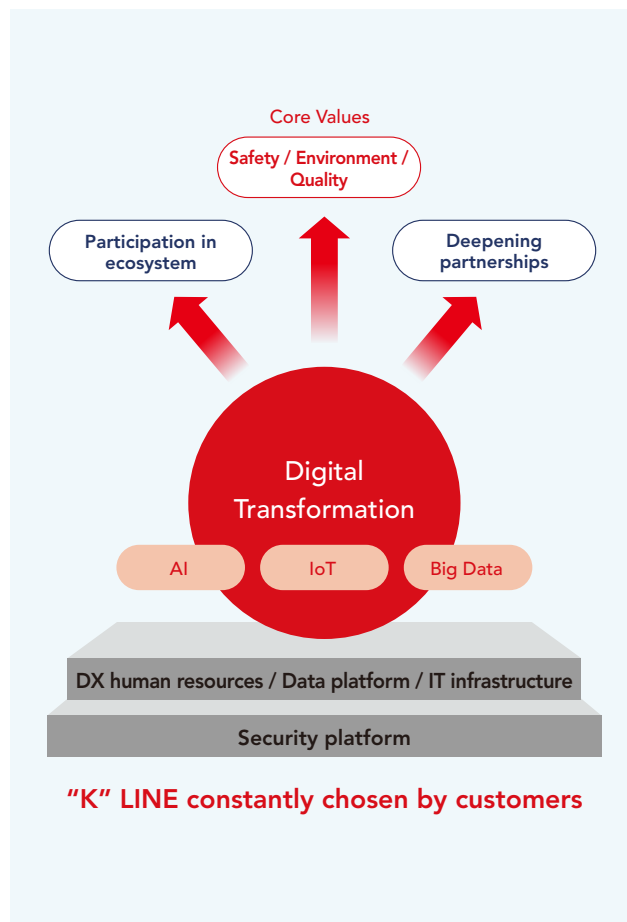 Core Values
Safety / Environment /
Quality
Participation in
ecosystem
Deepening
partnerships
Digital
Transformation
AI
IoT
Big Data
DX human resources / Data platform / IT infrastructure
Security platform
“K” LINE constantly chosen by customers